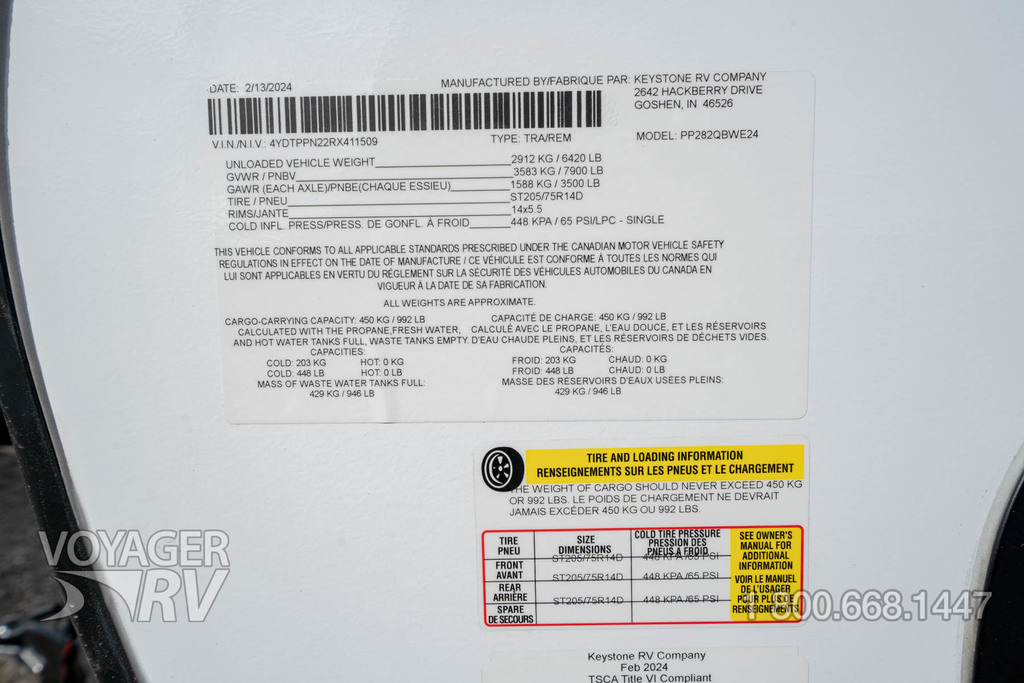 DATE: 2/13/2024
MANUFACTURED BY/FABRIQUE PAR: KEYSTONE RV COMPANY
2642 HACKBERRY DRIVE
GOSHEN, IN 46526
V.I.N./N.I.V.: 4YDTPPN22RX411509
TYPE: TRA/REM
MODEL: PP282QBWE24
UNLOADED VEHICLE WEIGHT 2912 KG / 6420 LB
GVWR / PNBV 3583 KG / 7900 LB
GAWR (EACH AXLE)/PNBE(CHAQUE ESSIEU) 1588 KG / 3500 LB
TIRE / PNEU ST205/75R14D
RIMS/JANTE 14x5.5
COLD INFL. PRESS/PRESS. DE GONFL. À FROID 448 KPA / 65 PSI/LPC - SINGLE
THIS VEHICLE CONFORMS TO ALL APPLICABLE STANDARDS PRESCRIBED UNDER THE CANADIAN MOTOR VEHICLE SAFETY
REGULATIONS IN EFFECT ON THE DATE OF MANUFACTURE / CE VÉHICULE EST CONFORME À TOUTES LES NORMES QUI
LUI SONT APPLICABLES EN VERTU DU RÉGLEMENT SUR LA SÉCURITÉ DES VÉHICULES AUTOMOBILES DU CANADA EN
VIGUEUR À LA DATE DE SA FABRICATION.
ALL WEIGHTS ARE APPROXIMATE.
CARGO-CARRYING CAPACITY: 450 KG / 992 LB
CALCULATED WITH THE PROPANE,FRESH WATER,
AND HOT WATER TANKS FULL, WASTE TANKS EMPTY.
CAPACITIES:
COLD: 203 KG HOT: 0 KG
COLD: 448 LB HOT: 0 LB
MASS OF WASTE WATER TANKS FULL:
429 KG / 946 LB
CAPACITÉ DE CHARGE: 450 KG / 992 LB
CALCULÉ AVEC LE PROPANE, L'EAU DOUCE, ET LES RÉSERVOIRS
D'EAU CHAUDE PLEINS, ET LES RÉSERVOIRS DE DÉCHETS VIDES.
CAPACITÉS:
FROID: 203 KG CHAUD: 0 KG
FROID: 448 LB CHAUD: 0 LB
MASSE DES RÉSERVOIRS D'EAUX USÉES PLEINS:
429 KG / 946 LB
TIRE AND LOADING INFORMATION
RENSEIGNEMENTS SUR LES PNEUS ET LE CHARGEMENT
THE WEIGHT OF CARGO SHOULD NEVER EXCEED 450 KG
OR 992 LBS. LE POIDS DE CHARGEMENT NE DEVRAIT
JAMAIS EXCÉDER 450 KG OU 992 LBS.
TIRE
PNEU
SIZE
DIMENSIONS
COLD TIRE PRESSURE
PRESSION DES
PNEUS A FROID
FRONT
AVANT
ST205/75R14D
448 KPA /65 PSI
REAR
ARRIÈRE
ST205/75R14D
448 KPA /65 PSI
SPARE
DE SECOURS
ST205/75R14D
448 KPA /65 PSI
SEE OWNER'S
MANUAL FOR
ADDITIONAL
INFORMATION
VOIR LE MANUEL
DE L'USAGER
POUR PLUS DE
RENSEIGNEMENTS
VOYAGER
RV
1.800.668.1447
Keystone RV Company
Feb 2024
TSCA Title VI Compliant